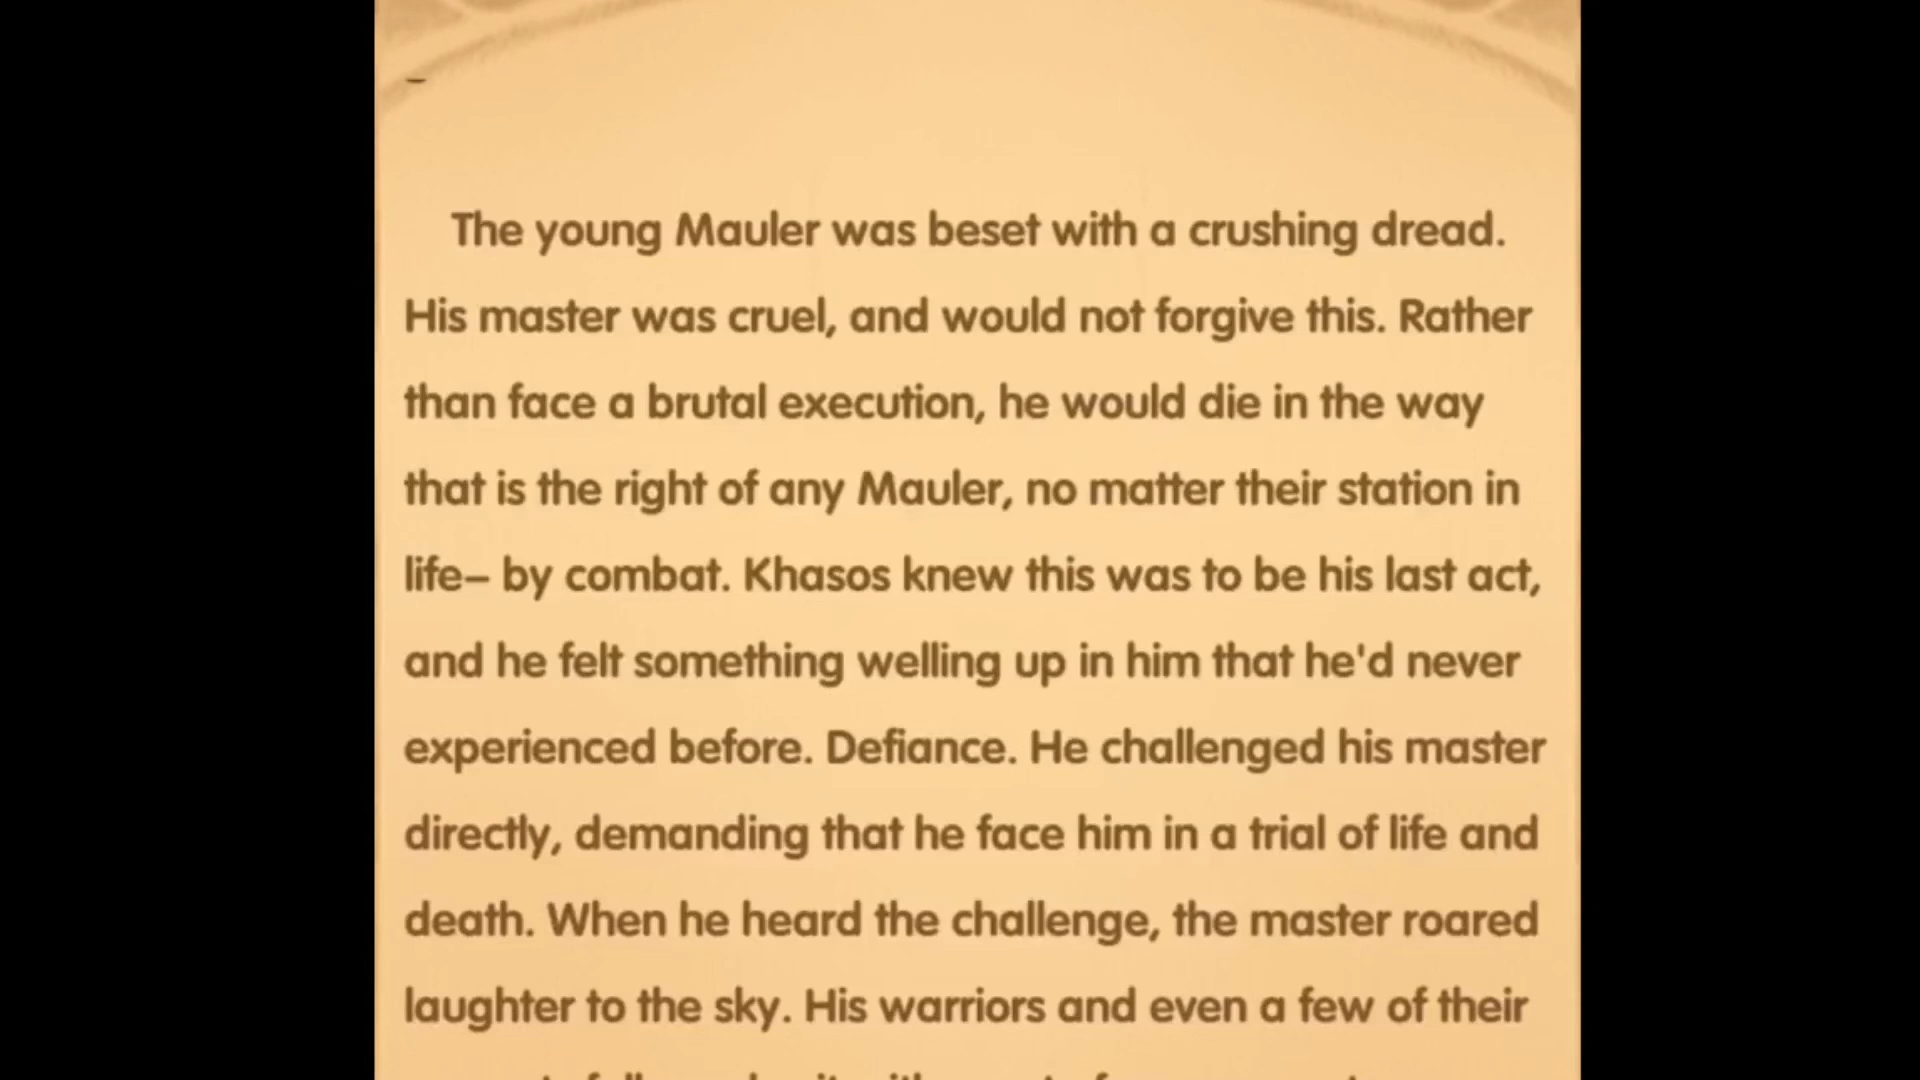 The young Mauler was beset with a crushing dread.
His master was cruel, and would not forgive this. Rather
than face a brutal execution, he would die in the way
that is the right of any Mauler, no matter their station in
life– by combat. Khasos knew this was to be his last act,
and he felt something welling up in him that he'd never
experienced before. Defiance. He challenged his master
directly, demanding that he face him in a trial of life and
death. When he heard the challenge, the master roared
laughter to the sky. His warriors and even a few of their